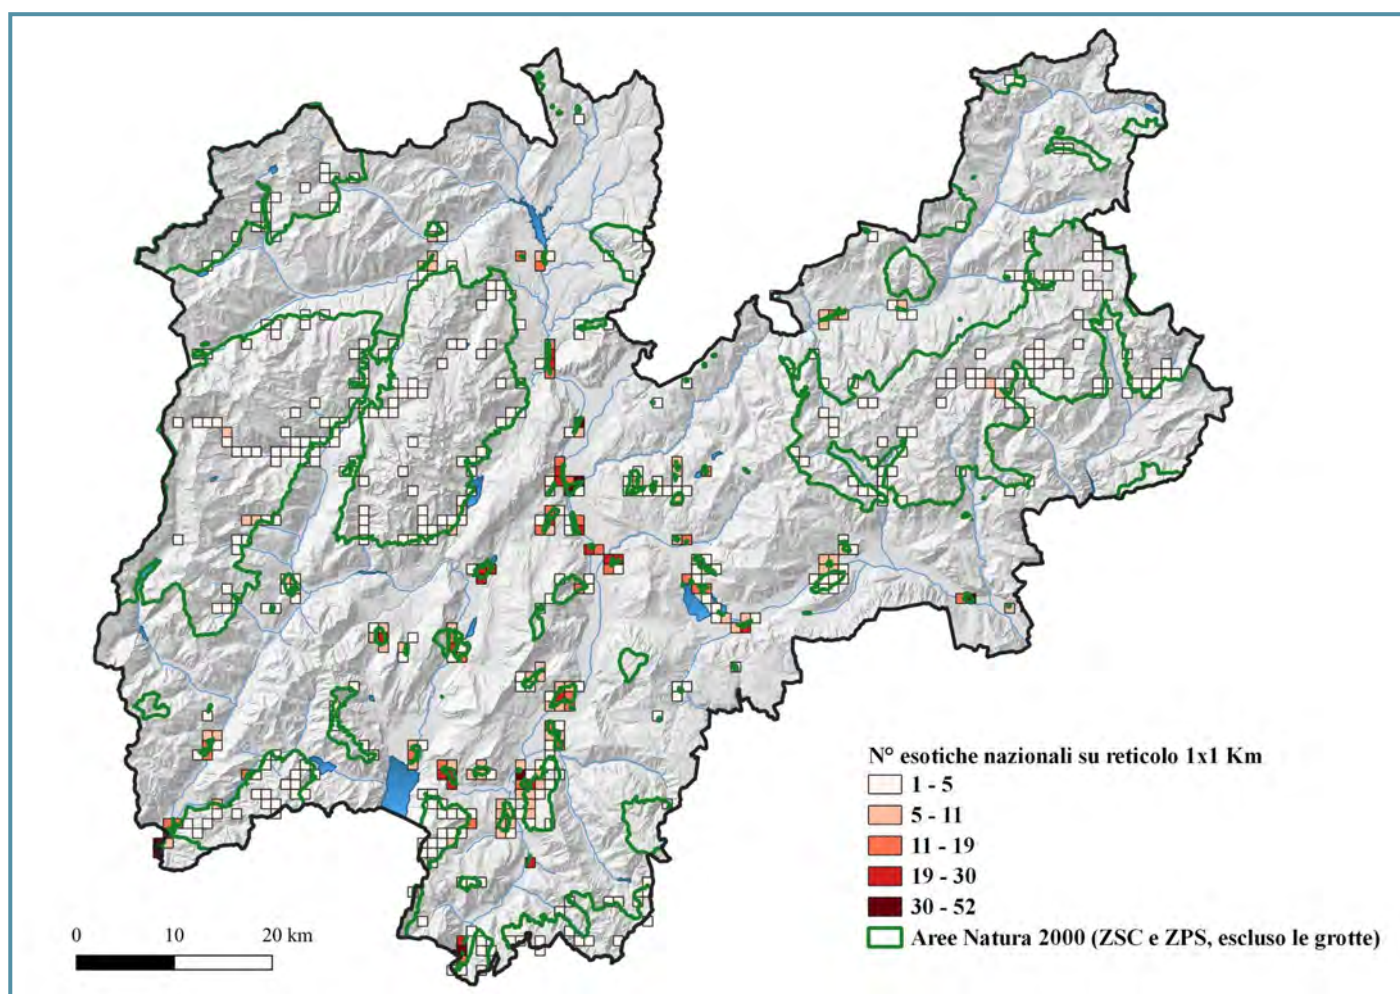 N° esotiche nazionali su reticolo 1x1 Km
1 - 5
5 - 11
11 - 19
19 - 30
30 - 52
Aree Natura 2000 (ZSC e ZPS, escluso le grotte)
0 10 20 km